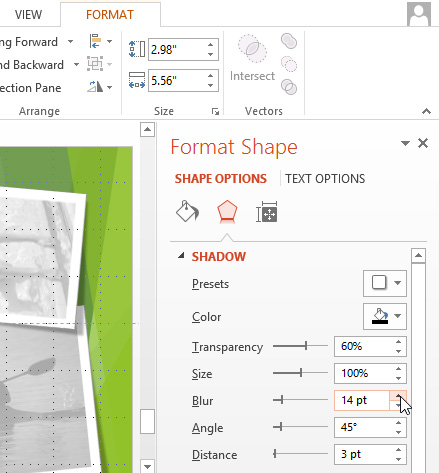 VIEW FORMAT
ng Forward
nd Backward
ection Pane
2.98"
5.56"
Intersect
Arrange Size Vectors
Format Shape
SHAPE OPTIONS TEXT OPTIONS
SHADOW
Presets
Color
Transparency 60%
Size 100%
Blur 14 pt
Angle 45°
Distance 3 pt